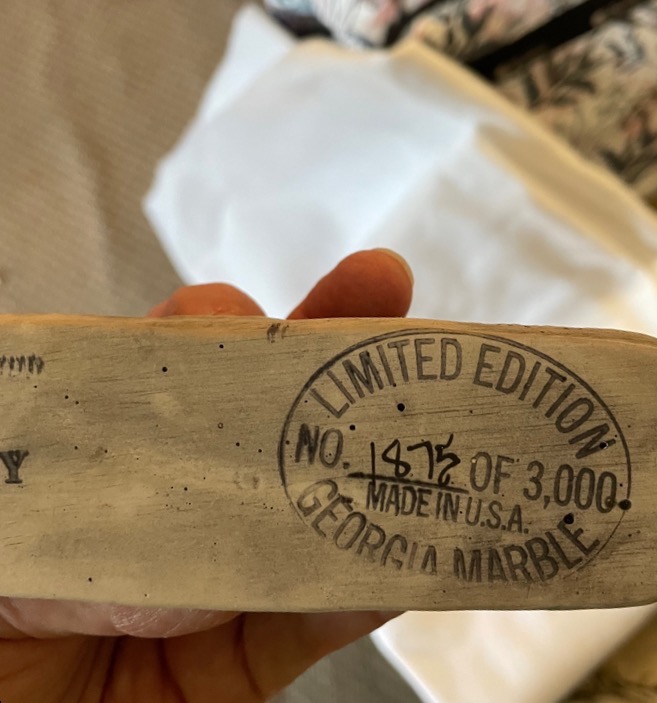 Y
LIMITED EDITION
NO. 1875 OF 3,000
MADE IN U.S.A.
GEORGIA MARBLE